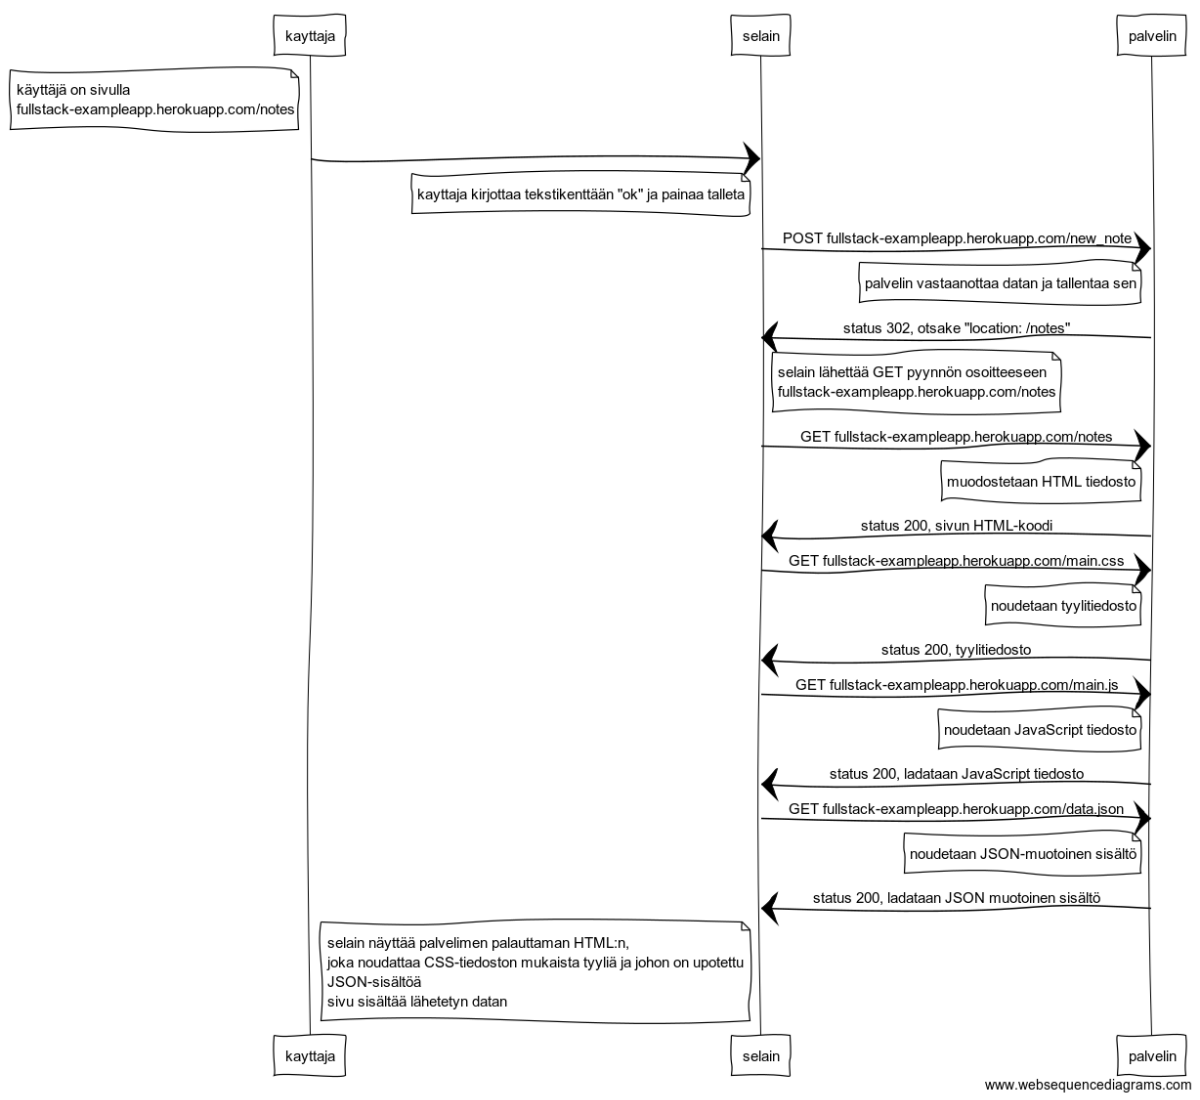 kayttaja selain palvelin
käyttäjä on sivulla
fullstack-exampleapp.herokuapp.com/notes
kayttaja kirjottaa tekstikenttään "ok" ja painaa talleta
POST fullstack-exampleapp.herokuapp.com/new_note
palvelin vastaanottaa datan ja tallentaa sen
status 302, otsake "location: /notes"
selain lähettää GET pyynnön osoitteeseen
fullstack-exampleapp.herokuapp.com/notes
GET fullstack-exampleapp.herokuapp.com/notes
muodostetaan HTML tiedosto
status 200, sivun HTML-koodi
GET fullstack-exampleapp.herokuapp.com/main.css
noudetaan tyylitiedosto
status 200, tyylitiedosto
GET fullstack-exampleapp.herokuapp.com/main.js
noudetaan JavaScript tiedosto
status 200, ladataan JavaScript tiedosto
GET fullstack-exampleapp.herokuapp.com/data.json
noudetaan JSON-muotoinen sisältö
status 200, ladataan JSON muotoinen sisältö
selain näyttää palvelimen palauttaman HTML:n,
joka noudattaa CSS-tiedoston mukaista tyyliä ja johon on upotettu
JSON-sisältöä
sivu sisältää lähetetyn datan
kayttaja selain palvelin
www.websequencediagrams.com